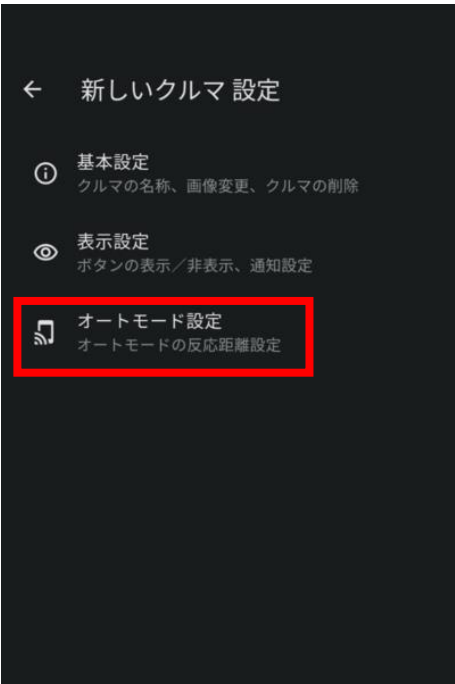 新しいクルマ 設定
基本設定
クルマの名称、画像変更、クルマの削除
表示設定
ボタンの表示／非表示、通知設定
オートモード設定
オートモードの反応距離設定